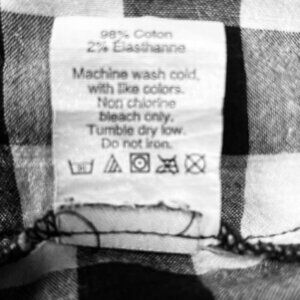 98% Coton
2% Élasthanne
Machine wash cold,
with like colors.
Non chlorine
bleach only.
Tumble dry low.
Do not iron.